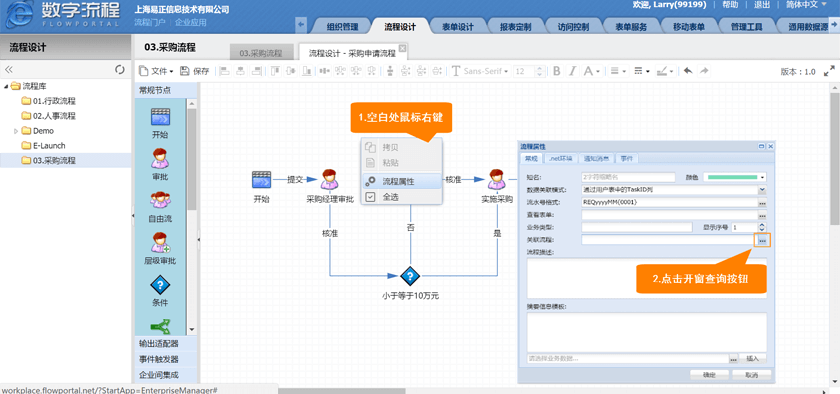 数字流程
FLOWPORTAL
上海易正信息技术有限公司
流程门户 | 企业应用
欢迎, Larry(99199) | 帮助 | 退出 | 简体中文
组织管理 流程设计 表单设计 报表定制 访问控制 表单服务 移动表单 管理工具 通用数据源
流程设计
03.采购流程 03.采购流程 流程设计 - 采购申请流程
文件 保存 Sans-Serif 12 B I A 版本：1.0
流程库
01.行政流程
02.人事流程
Demo
E-Launch
03.采购流程
常规节点
开始
审批
自由流
层级审批
条件
输出适配器
事件触发器
企业间集成
1.空白处鼠标右键
拷贝
粘贴
流程属性
全选
开始
提交
采购经理审批
核准
实施采购
核准
否
是
小于等于10万元
流程属性
常规 .net环境 通知消息 事件
短名: 2字符缩略名 颜色:
数据关联模式: 通过用户表中的TaskID列
流水号格式: REQyyyyMM{0001}
查看表单:
业务类型: 显示序号: 1
关联流程:
流程描述:
2.点击开窗查询按钮
摘要信息模板:
请选择业务数据... 插入
确定 取消
workplace.flowportal.net/?StartApp=EnterpriseManager#